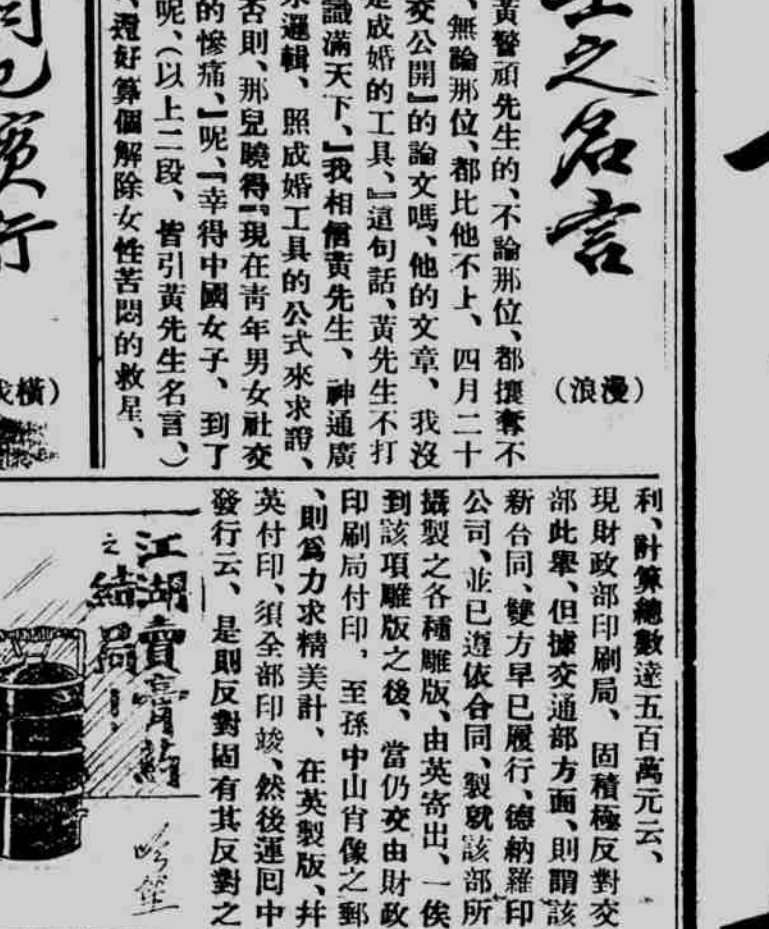 生之名言
（浪漫）
黃警頑先生的、不論那位、都攘奪不
、無論那位、都比他不上、四月二十
交公開』的論文嗎、他的文章、我沒
是成婚的工具、』這句話、黃先生不打
識滿天下、』我相信黃先生、神通廣
來邏輯、照成婚工具的公式來求證、
否則、那兒曉得『現在靑年男女社交
的慘痛、』呢、『幸得中國女子、到了
呢、（以上二段、皆引黃先生名言、）
、還好算個解除女性苦悶的救星、
利、計算總數達五百萬元云、
現財政部印刷局、固積極反對交
部此舉、但據交通部方面、則謂該
新合同、雙方早已履行、德納羅印
公司、並已遵依合同、製就該部所
攝製之各種雕版、由英寄出、一俟
到該項雕版之後、當仍交由財政
印刷局付印、至孫中山肖像之郵
、則爲力求精美計、在英製版、幷
英付印、須全部印竣、然後運囘中
發行云、是則反對固有其反對之
江湖賣膏藥
之結局